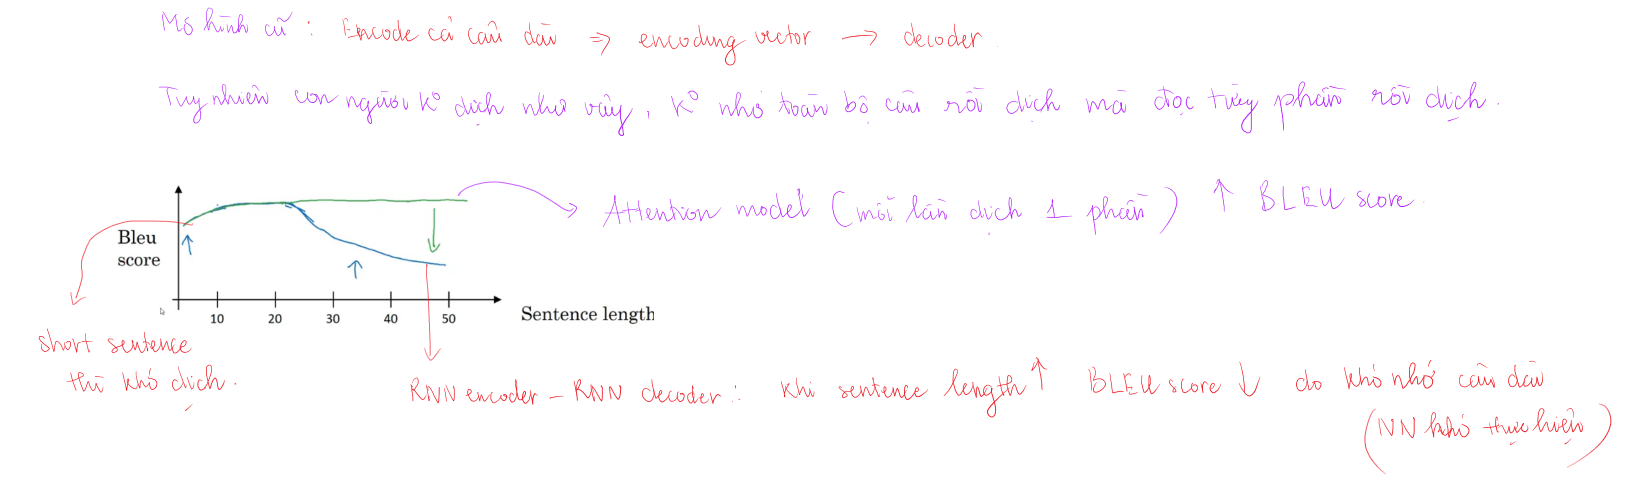 Mô hình cũ : Encode cả câu dài => encoding vector → decoder.
Tuy nhiên con người K° dịch như vậy, K° nhớ toàn bộ câu rồi dịch mà đọc từng phần rồi dịch.
Attention model (mỗi lần dịch 1 phần) ↑ BLEU score.
Bleu
score
10 20 30 40 50
Sentence length
short sentence
thì khó dịch.
RNN encoder - RNN decoder : Khi sentence length ↑ BLEU score ↓ do khó nhớ câu dài
(NN khó thực hiện)